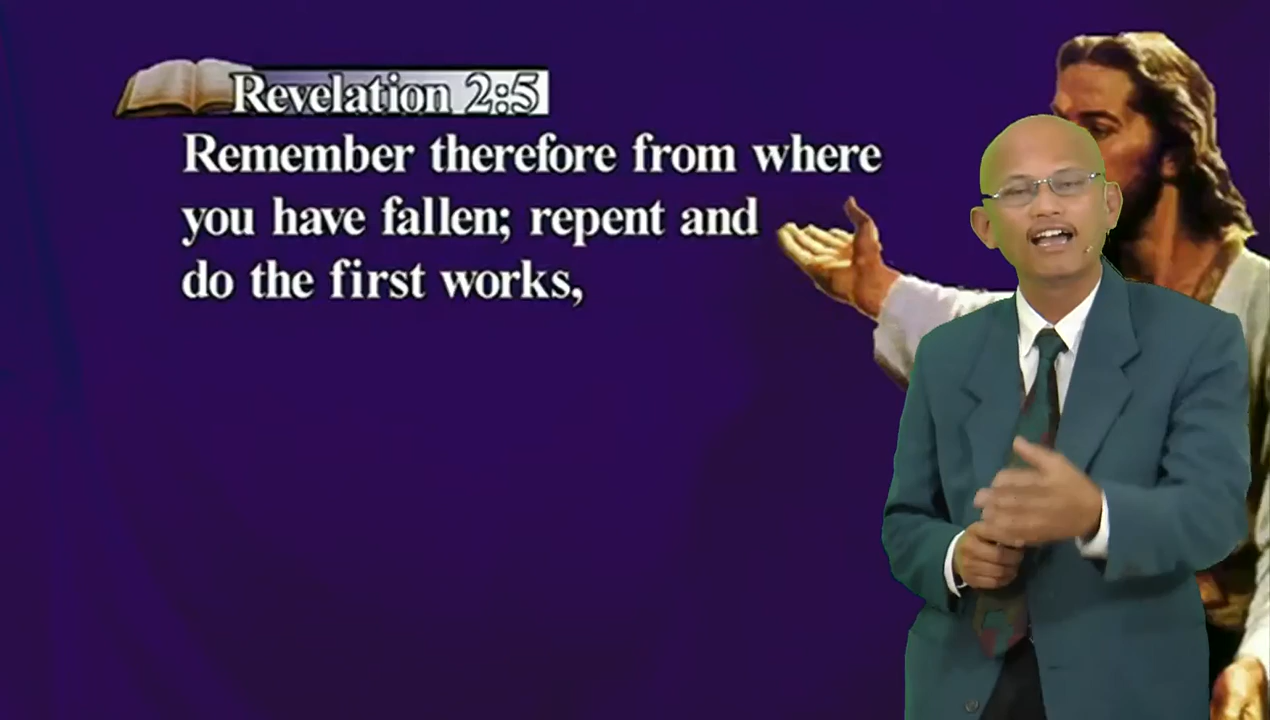 Revelation 2:5
Remember therefore from where
you have fallen; repent and
do the first works,